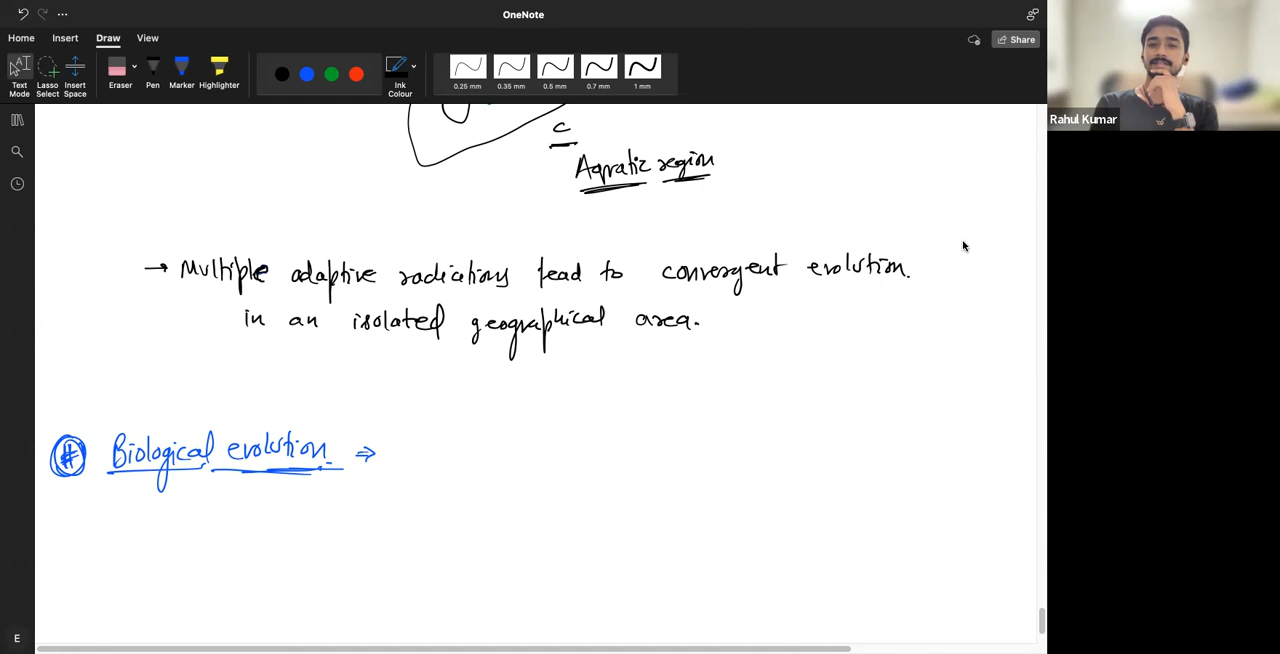 OneNote
Home Insert Draw View
Share
Text Mode
Lasso Select
Insert Space
Eraser
Pen
Marker
Highlighter
Ink Colour
0.25 mm 0.35 mm 0.5 mm 0.7 mm 1 mm
Rahul Kumar
C
Aquatic region
→ Multiple adaptive radiations lead to convergent evolution.
in an isolated geographical area.
# Biological evolution ⇒
E